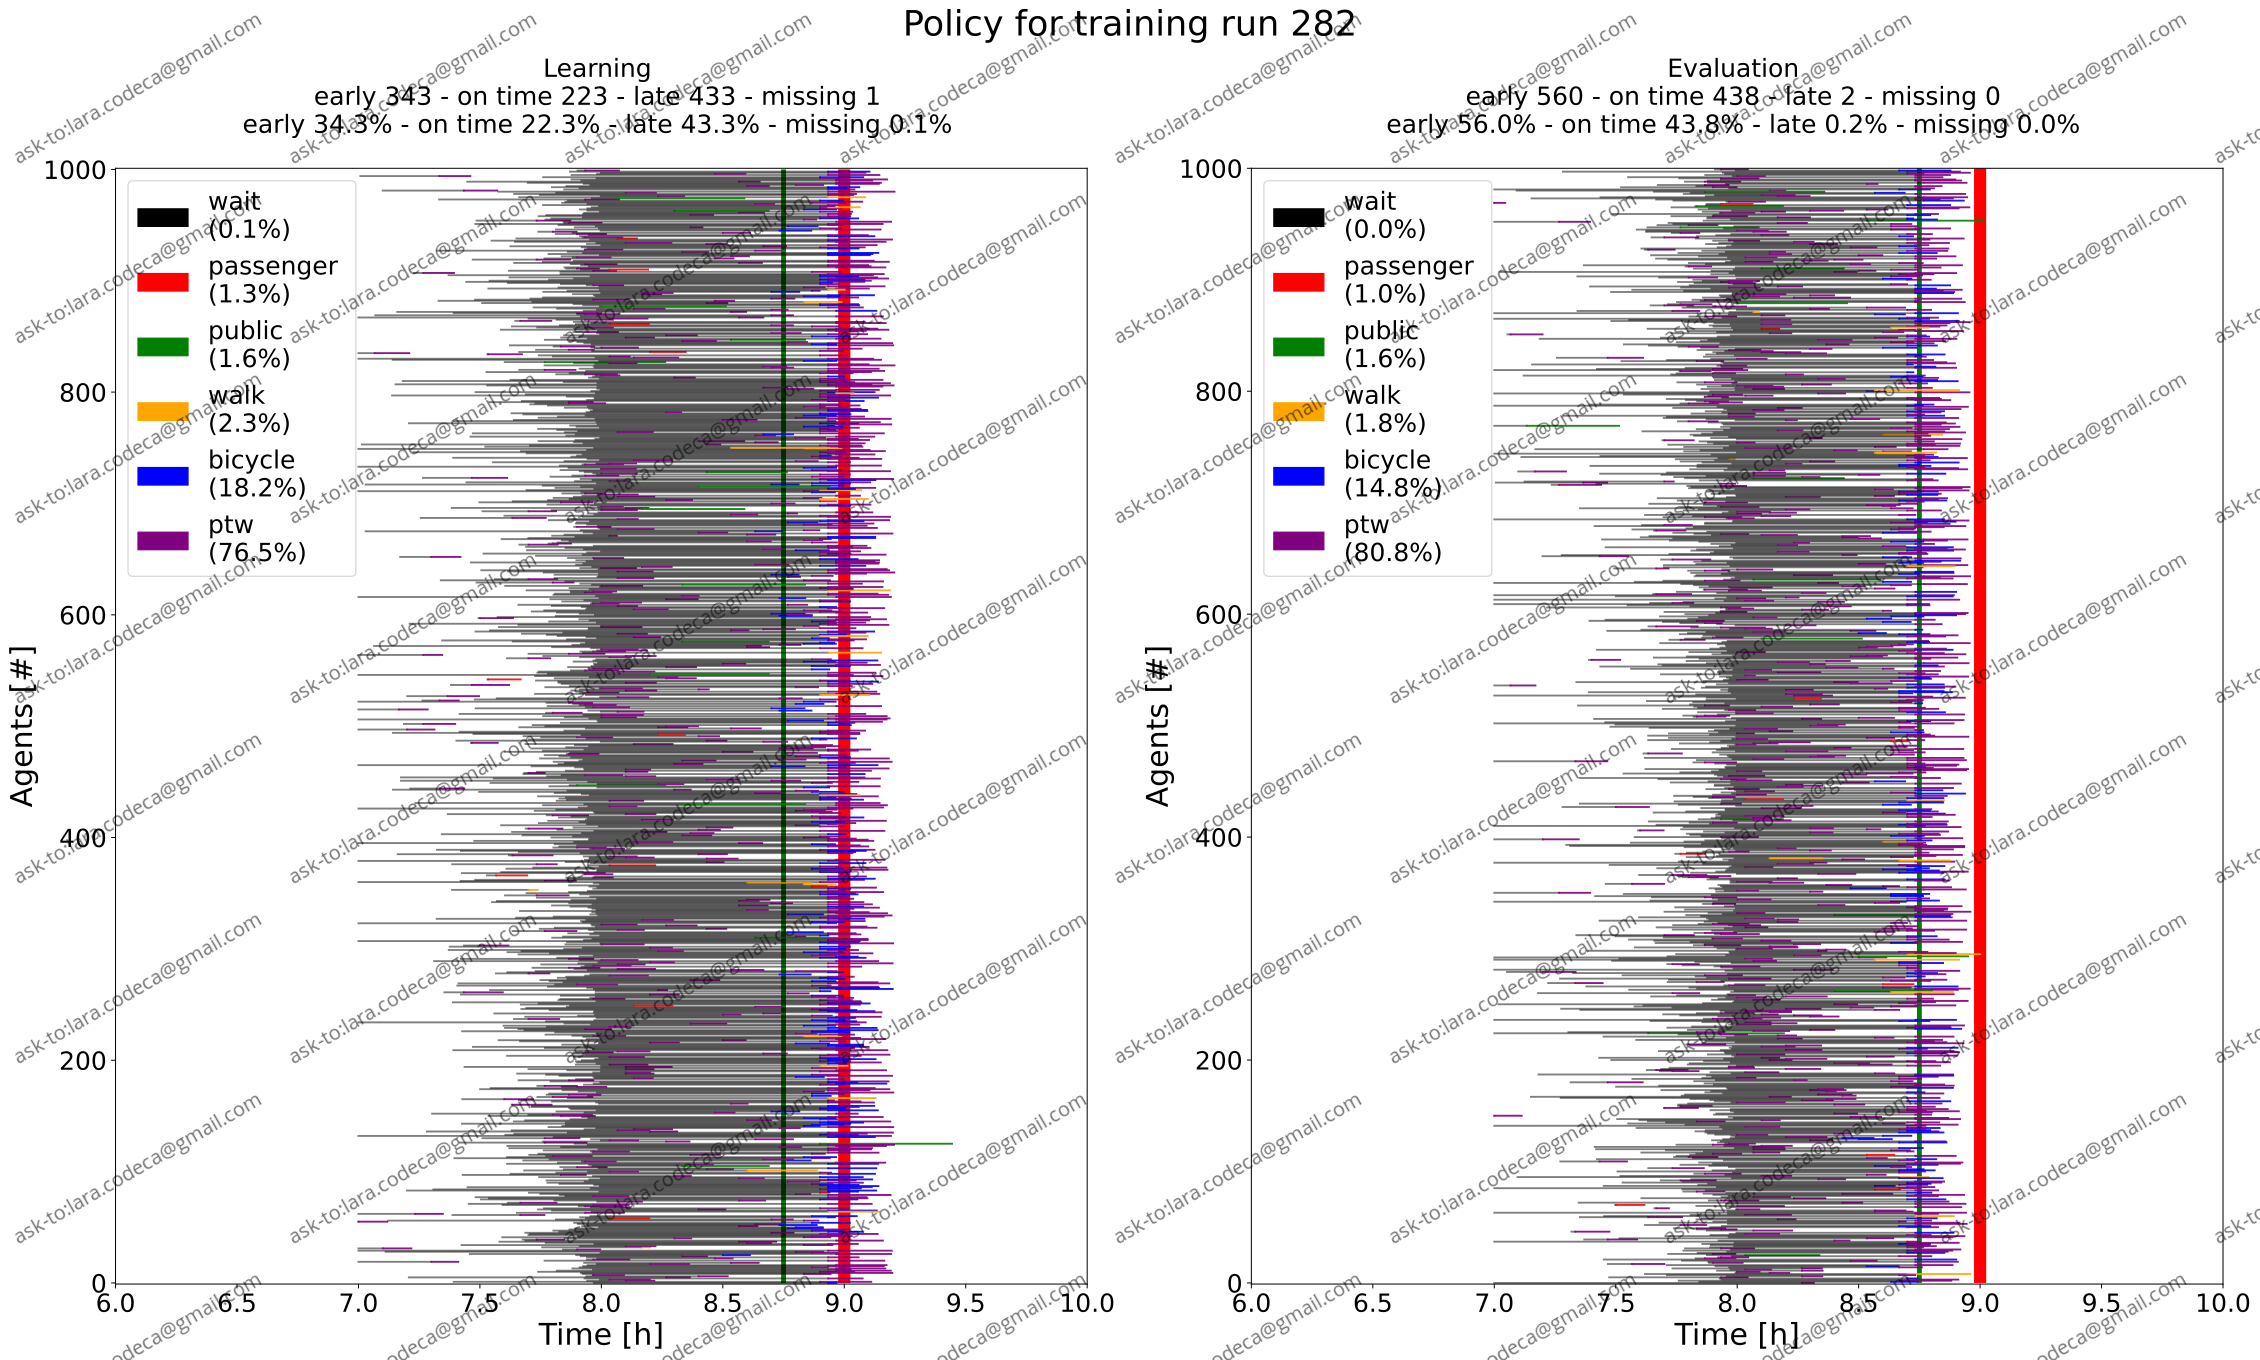 Policy for training run 282
Learning
early 343 - on time 223 - late 433 - missing 1
early 34.3% - on time 22.3% - late 43.3% - missing 0.1%
1000
800
600
400
200
0
Agents [#]
wait
(0.1%)
passenger
(1.3%)
public
(1.6%)
walk
(2.3%)
bicycle
(18.2%)
ptw
(76.5%)
6.0 6.5 7.0 7.5 8.0 8.5 9.0 9.5 10.0
Time [h]
Evaluation
early 560 - on time 438 - late 2 - missing 0
early 56.0% - on time 43.8% - late 0.2% - missing 0.0%
1000
800
600
400
200
0
Agents [#]
wait
(0.0%)
passenger
(1.0%)
public
(1.6%)
walk
(1.8%)
bicycle
(14.8%)
ptw
(80.8%)
6.0 6.5 7.0 7.5 8.0 8.5 9.0 9.5 10.0
Time [h]
ask-to:lara.codeca@gmail.com